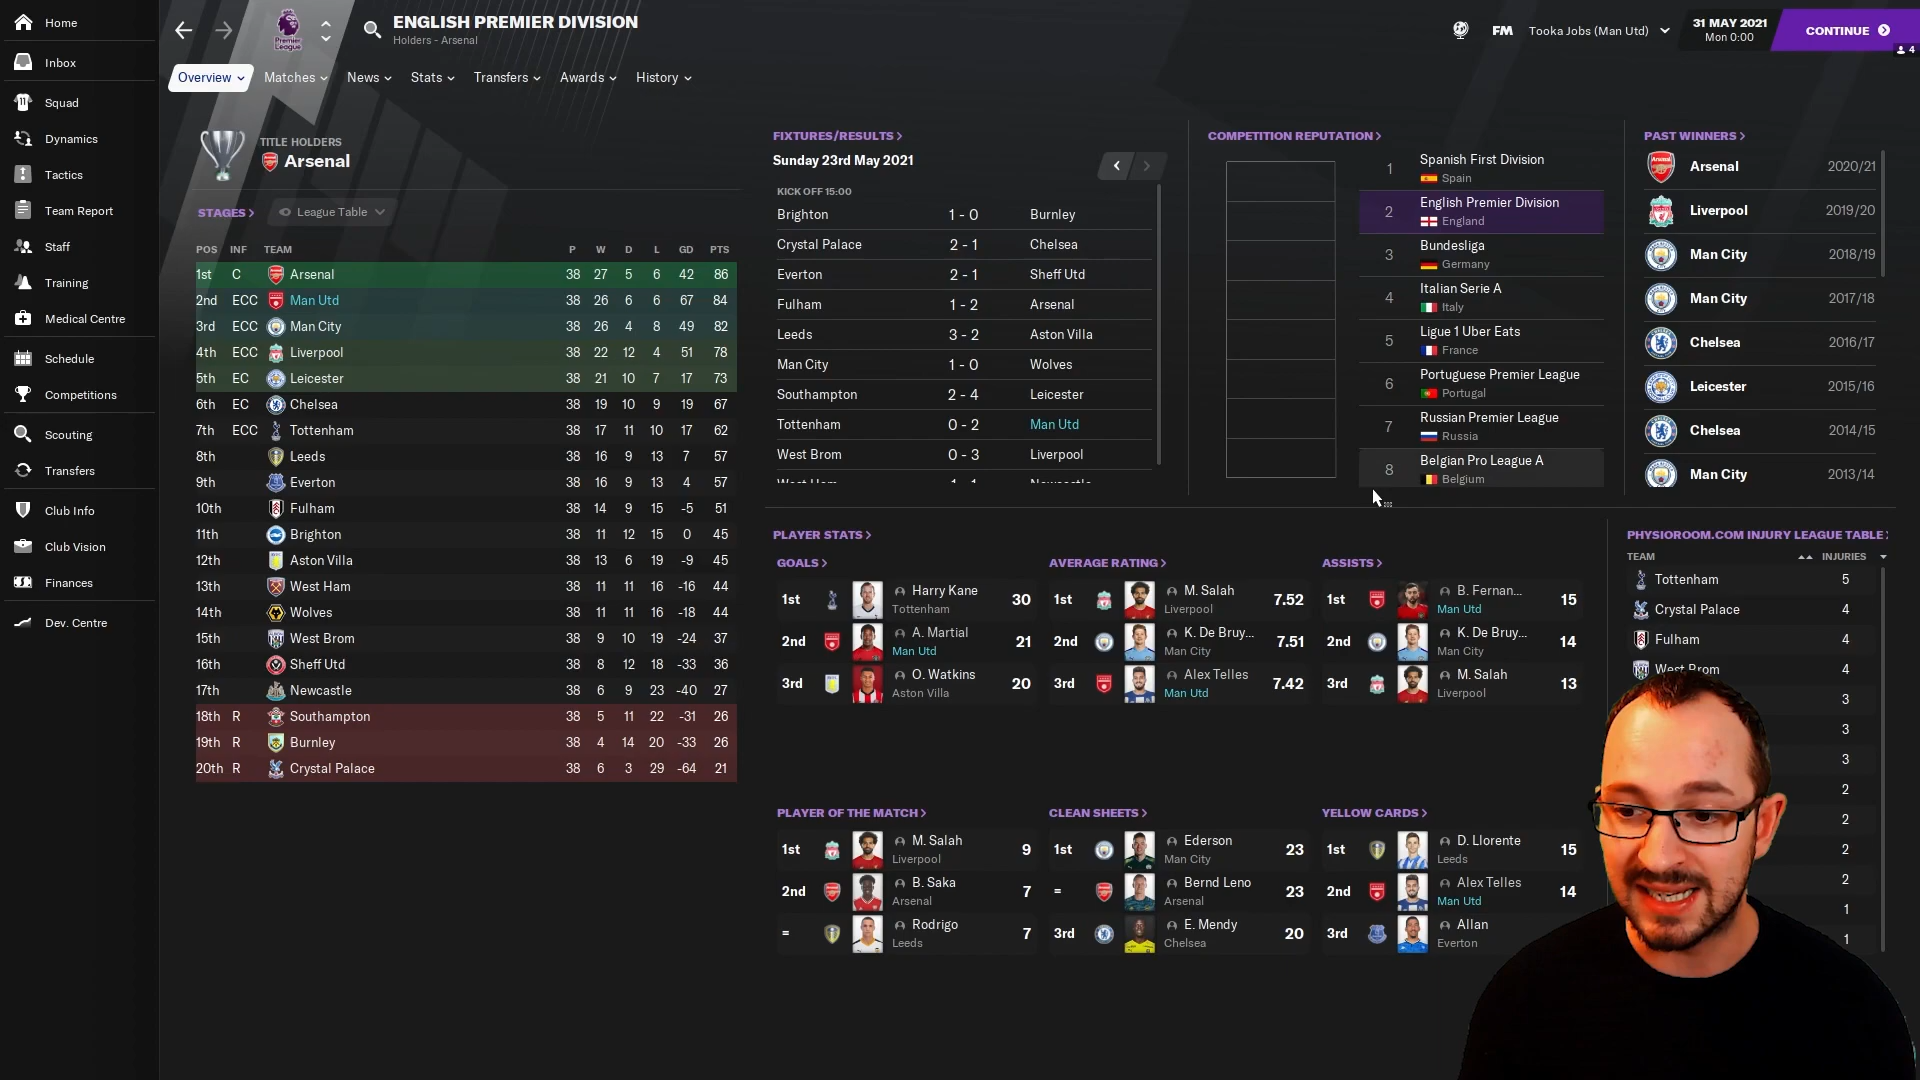 Home
Inbox
Squad
Dynamics
Tactics
Team Report
Staff
Training
Medical Centre
Schedule
Competitions
Scouting
Transfers
Club Info
Club Vision
Finances
Dev. Centre
Premier League
ENGLISH PREMIER DIVISION
Holders - Arsenal
FM Tooka Jobs (Man Utd)
31 MAY 2021
Mon 0:00
CONTINUE
4
Overview Matches News Stats Transfers Awards History
TITLE HOLDERS
Arsenal
STAGES League Table
POS INF TEAM P W D L GD PTS
1st C Arsenal 38 27 5 6 42 86
2nd ECC Man Utd 38 26 6 6 67 84
3rd ECC Man City 38 26 4 8 49 82
4th ECC Liverpool 38 22 12 4 51 78
5th EC Leicester 38 21 10 7 17 73
6th EC Chelsea 38 19 10 9 19 67
7th ECC Tottenham 38 17 11 10 17 62
8th Leeds 38 16 9 13 7 57
9th Everton 38 16 9 13 4 57
10th Fulham 38 14 9 15 -5 51
11th Brighton 38 11 12 15 0 45
12th Aston Villa 38 13 6 19 -9 45
13th West Ham 38 11 11 16 -16 44
14th Wolves 38 11 11 16 -18 44
15th West Brom 38 9 10 19 -24 37
16th Sheff Utd 38 8 12 18 -33 36
17th Newcastle 38 6 9 23 -40 27
18th R Southampton 38 5 11 22 -31 26
19th R Burnley 38 4 14 20 -33 26
20th R Crystal Palace 38 6 3 29 -64 21
FIXTURES/RESULTS
Sunday 23rd May 2021
KICK OFF 15:00
Brighton 1 - 0 Burnley
Crystal Palace 2 - 1 Chelsea
Everton 2 - 1 Sheff Utd
Fulham 1 - 2 Arsenal
Leeds 3 - 2 Aston Villa
Man City 1 - 0 Wolves
Southampton 2 - 4 Leicester
Tottenham 0 - 2 Man Utd
West Brom 0 - 3 Liverpool
West Ham 1 - 1 Newcastle
COMPETITION REPUTATION
1 Spanish First Division
Spain
2 English Premier Division
England
3 Bundesliga
Germany
4 Italian Serie A
Italy
5 Ligue 1 Uber Eats
France
6 Portuguese Premier League
Portugal
7 Russian Premier League
Russia
8 Belgian Pro League A
Belgium
PAST WINNERS
Arsenal 2020/21
Liverpool 2019/20
Man City 2018/19
Man City 2017/18
Chelsea 2016/17
Leicester 2015/16
Chelsea 2014/15
Man City 2013/14
PLAYER STATS
GOALS
1st Harry Kane 30
Tottenham
2nd A. Martial 21
Man Utd
3rd O. Watkins 20
Aston Villa
AVERAGE RATING
1st M. Salah 7.52
Liverpool
2nd K. De Bruy... 7.51
Man City
3rd Alex Telles 7.42
Man Utd
ASSISTS
1st B. Fernan... 15
Man Utd
2nd K. De Bruy... 14
Man City
3rd M. Salah 13
Liverpool
PLAYER OF THE MATCH
1st M. Salah 9
Liverpool
2nd B. Saka 7
Arsenal
= Rodrigo 7
Leeds
CLEAN SHEETS
1st Ederson 23
Man City
= Bernd Leno 23
Arsenal
3rd E. Mendy 20
Chelsea
YELLOW CARDS
1st D. Llorente 15
Leeds
2nd Alex Telles 14
Man Utd
3rd Allan
Everton
PHYSIOROOM.COM INJURY LEAGUE TABLE
TEAM INJURIES
Tottenham 5
Crystal Palace 4
Fulham 4
West Brom 4
3
3
3
2
2
2
2
1
1